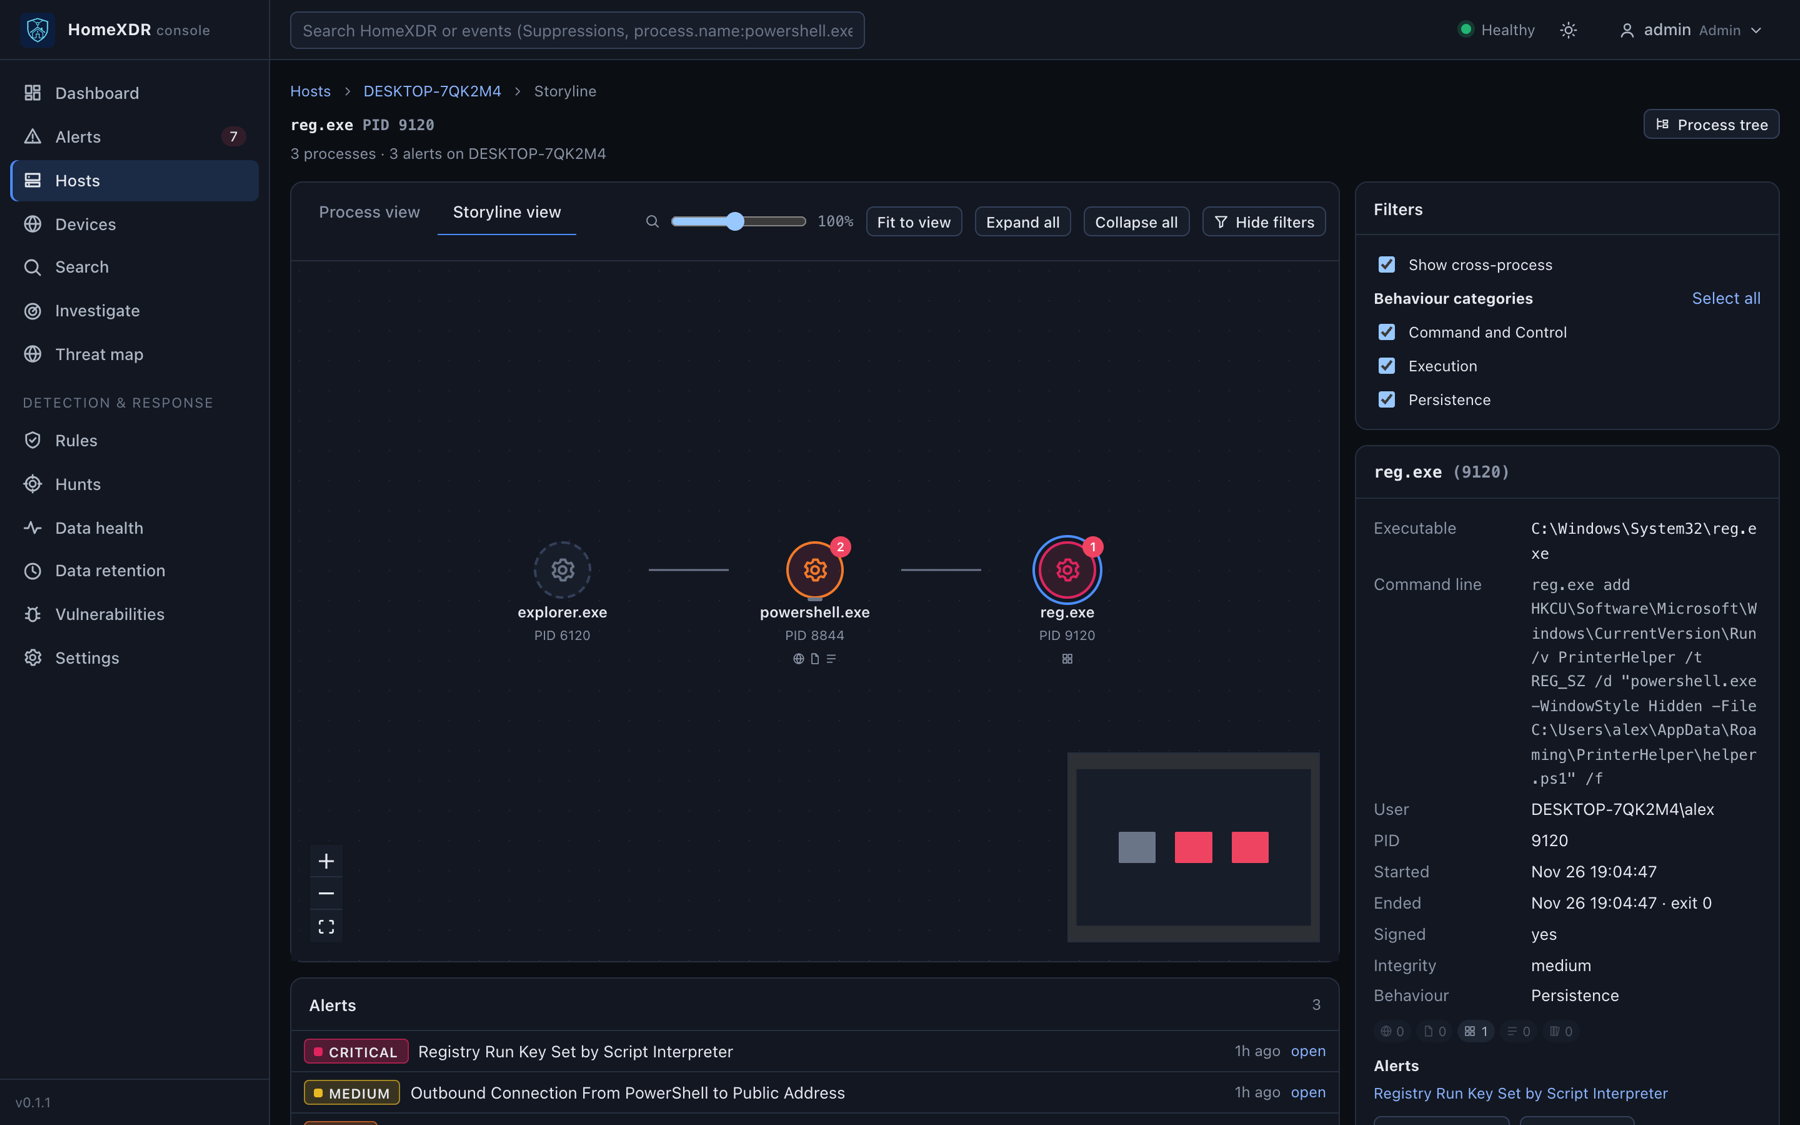 HomeXDR console
Search HomeXDR or events (Suppressions, process.name:powershell.exe
Healthy
admin Admin
Dashboard
Alerts 7
Hosts
Devices
Search
Investigate
Threat map
DETECTION & RESPONSE
Rules
Hunts
Data health
Data retention
Vulnerabilities
Settings
v0.1.1
Hosts > DESKTOP-7QK2M4 > Storyline
reg.exe PID 9120
3 processes · 3 alerts on DESKTOP-7QK2M4
Process tree
Process view
Storyline view
100%
Fit to view
Expand all
Collapse all
Hide filters
explorer.exe
PID 6120
2
powershell.exe
PID 8844
1
reg.exe
PID 9120
Alerts 3
CRITICAL Registry Run Key Set by Script Interpreter 1h ago open
MEDIUM Outbound Connection From PowerShell to Public Address 1h ago open
Filters
Show cross-process
Behaviour categories Select all
Command and Control
Execution
Persistence
reg.exe (9120)
Executable C:\Windows\System32\reg.e
xe
Command line reg.exe add
HKCU\Software\Microsoft\W
indows\CurrentVersion\Run
/v PrinterHelper /t
REG_SZ /d "powershell.exe
-WindowStyle Hidden -File
C:\Users\alex\AppData\Roa
ming\PrinterHelper\helper
.ps1" /f
User DESKTOP-7QK2M4\alex
PID 9120
Started Nov 26 19:04:47
Ended Nov 26 19:04:47 · exit 0
Signed yes
Integrity medium
Behaviour Persistence
0 0 1 0 0
Alerts
Registry Run Key Set by Script Interpreter